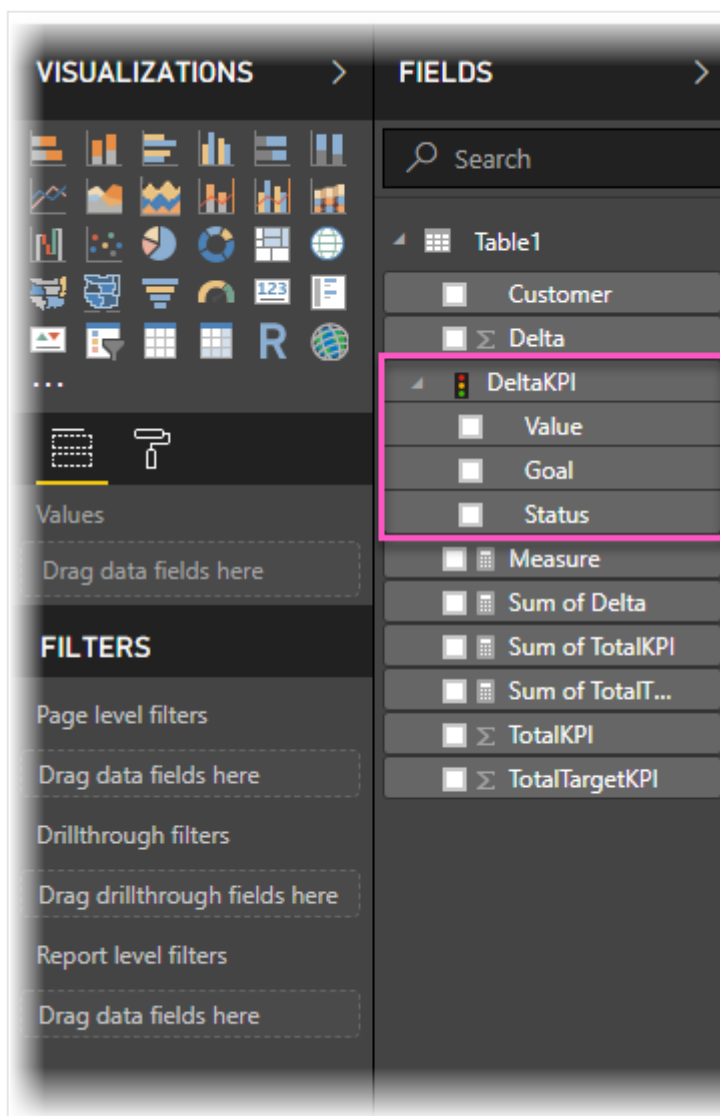 VISUALIZATIONS
123
R
...
Values
Drag data fields here
FILTERS
Page level filters
Drag data fields here
Drillthrough filters
Drag drillthrough fields here
Report level filters
Drag data fields here
FIELDS
Search
Table1
Customer
Σ Delta
DeltaKPI
Value
Goal
Status
Measure
Sum of Delta
Sum of TotalKPI
Sum of TotalT...
Σ TotalKPI
Σ TotalTargetKPI